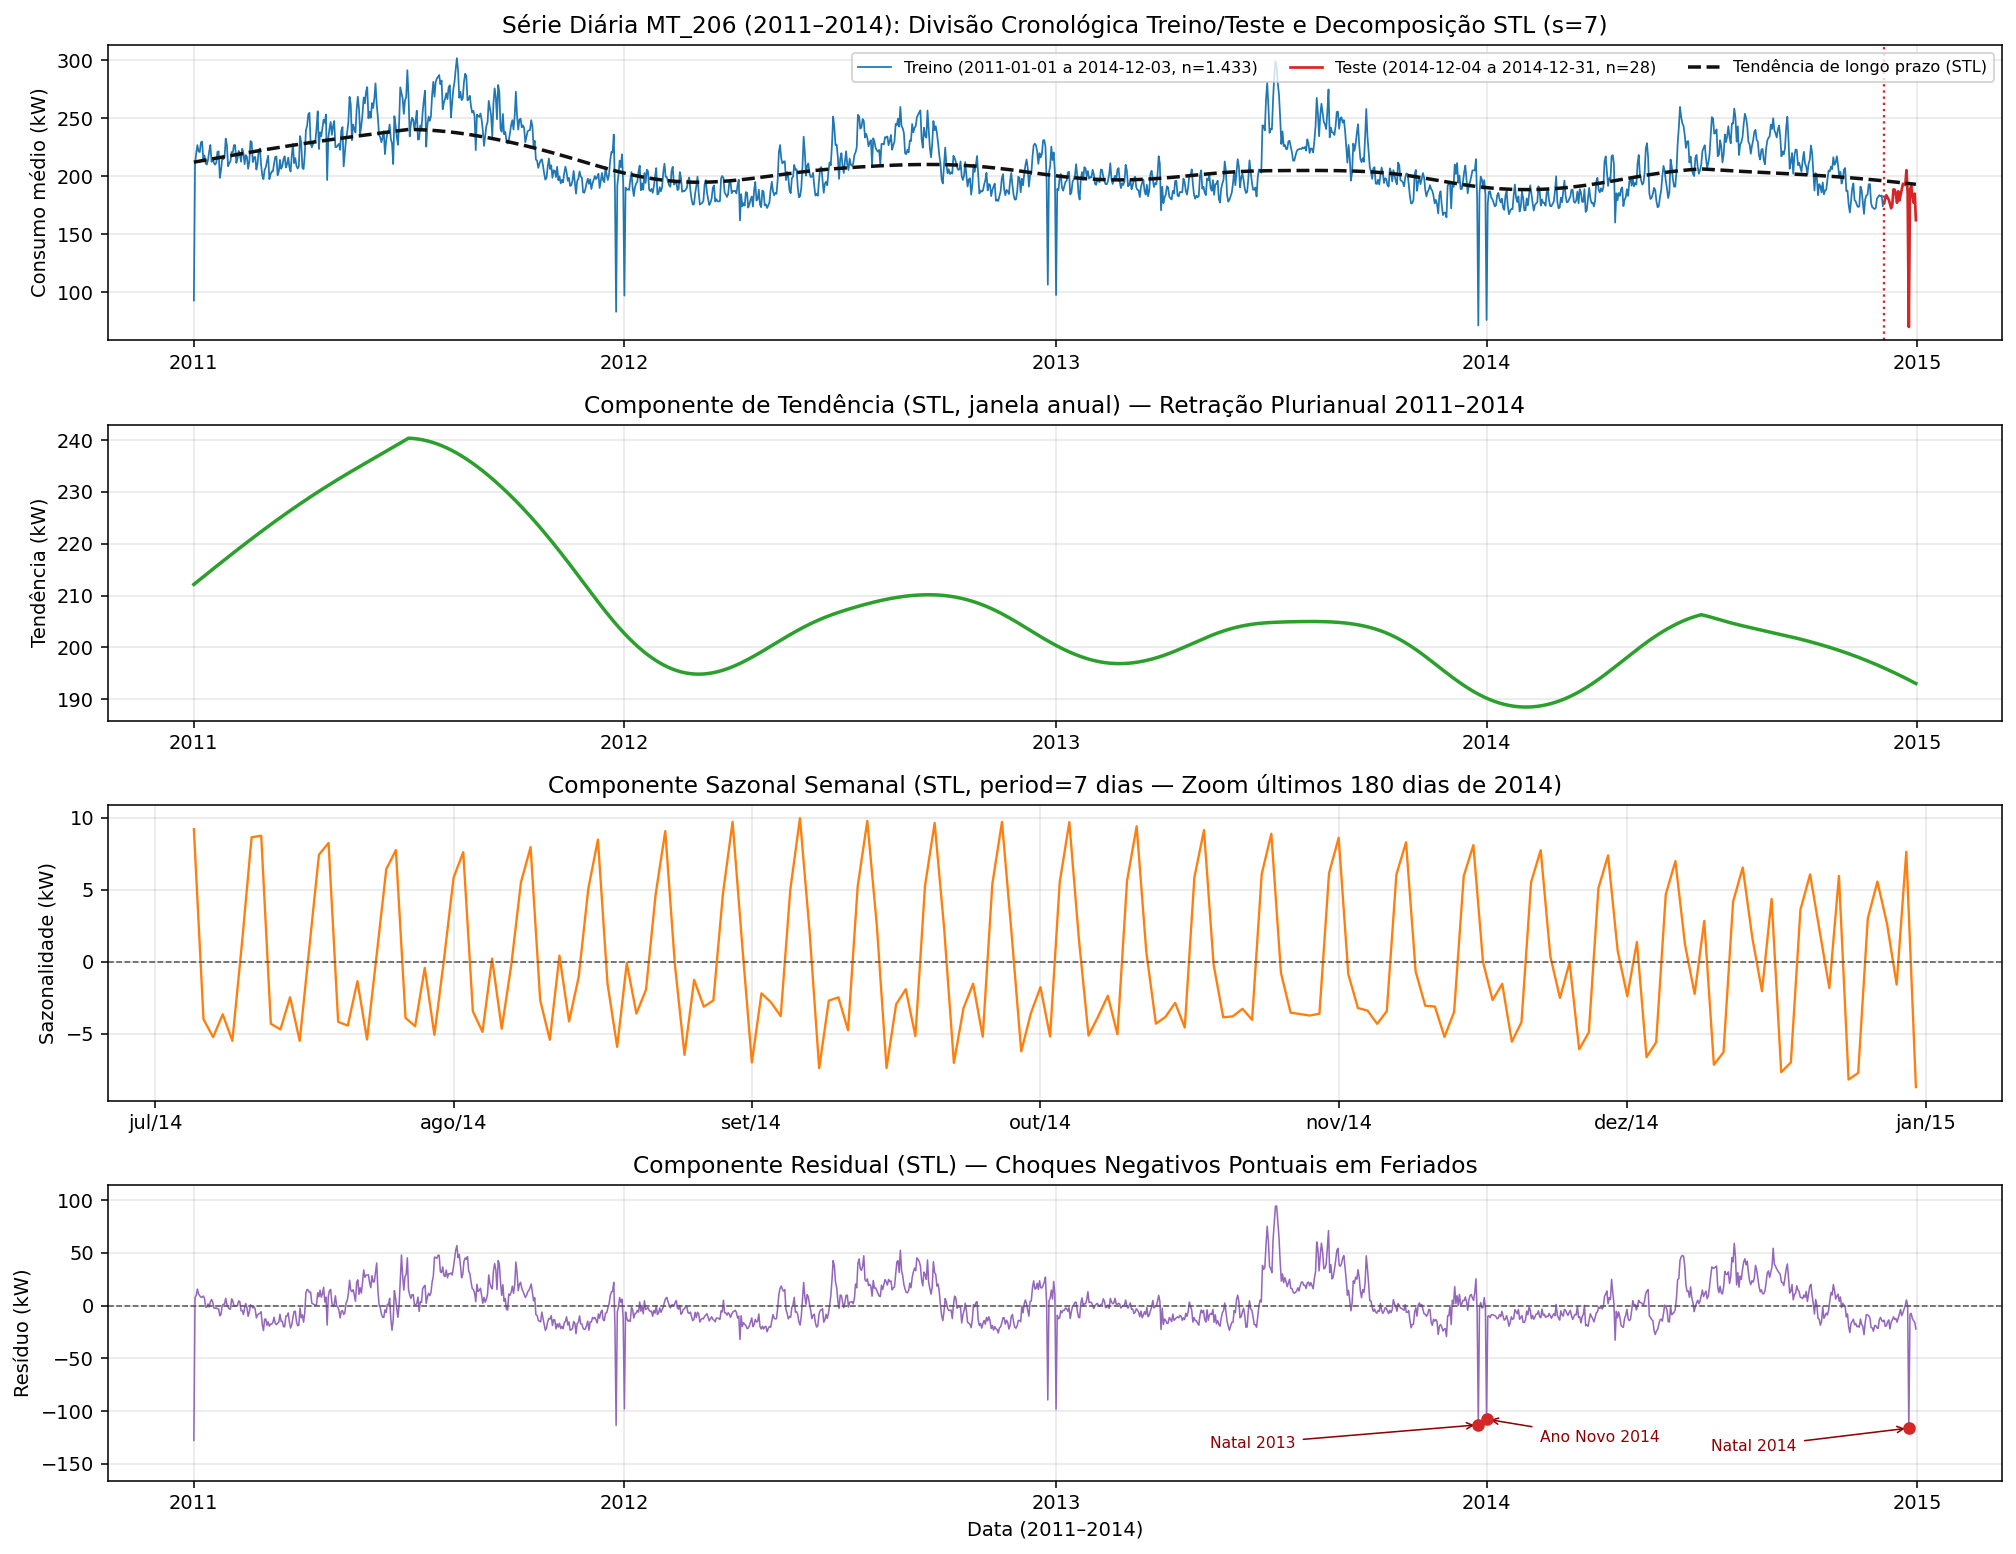 Série Diária MT_206 (2011–2014): Divisão Cronológica Treino/Teste e Decomposição STL (s=7)
Treino (2011-01-01 a 2014-12-03, n=1.433)
Teste (2014-12-04 a 2014-12-31, n=28)
Tendência de longo prazo (STL)
Consumo médio (kW)
300
250
200
150
100
2011
2012
2013
2014
2015
Componente de Tendência (STL, janela anual) — Retração Plurianual 2011–2014
Tendência (kW)
240
230
220
210
200
190
2011
2012
2013
2014
2015
Componente Sazonal Semanal (STL, period=7 dias — Zoom últimos 180 dias de 2014)
Sazonalidade (kW)
10
5
0
−5
jul/14
ago/14
set/14
out/14
nov/14
dez/14
jan/15
Componente Residual (STL) — Choques Negativos Pontuais em Feriados
Resíduo (kW)
100
50
0
−50
−100
−150
Natal 2013
Ano Novo 2014
Natal 2014
2011
2012
2013
2014
2015
Data (2011–2014)